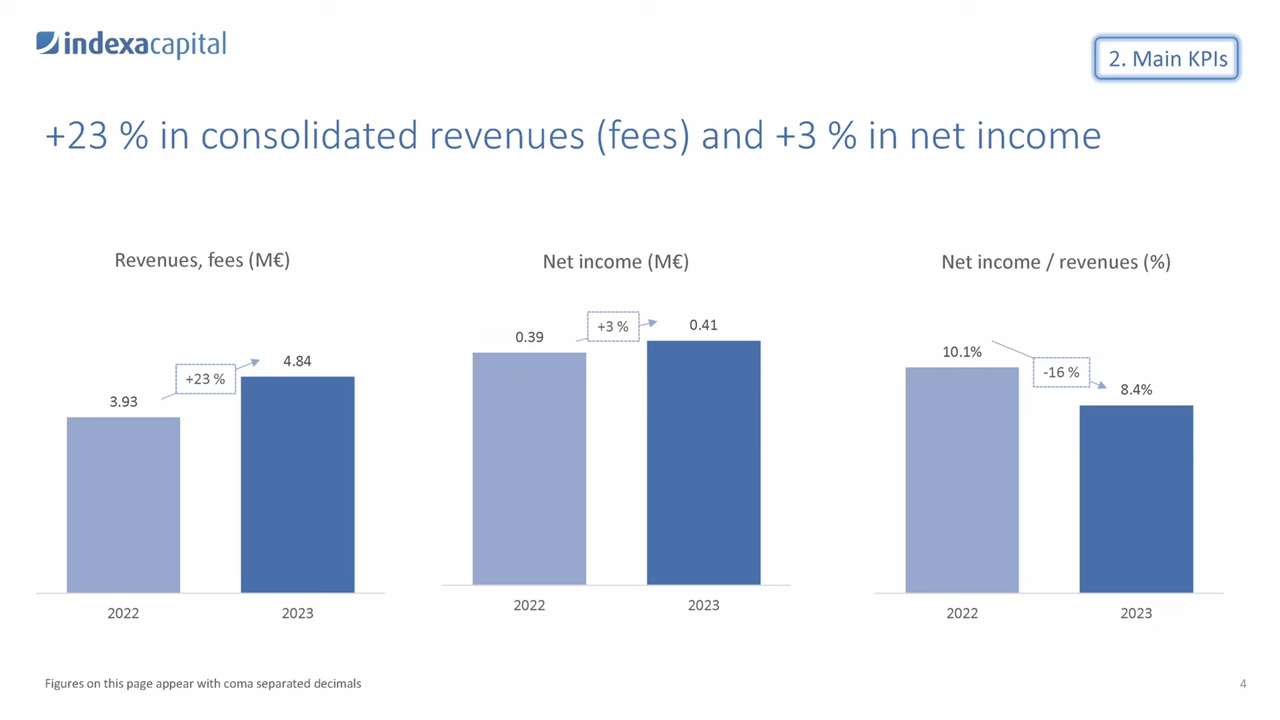 indexacapital
2. Main KPIs
+23 % in consolidated revenues (fees) and +3 % in net income
Revenues, fees (M€)
3.93
+23 %
4.84
2022
2023
Net income (M€)
0.39
+3 %
0.41
2022
2023
Net income / revenues (%)
10.1%
-16 %
8.4%
2022
2023
Figures on this page appear with coma separated decimals
4